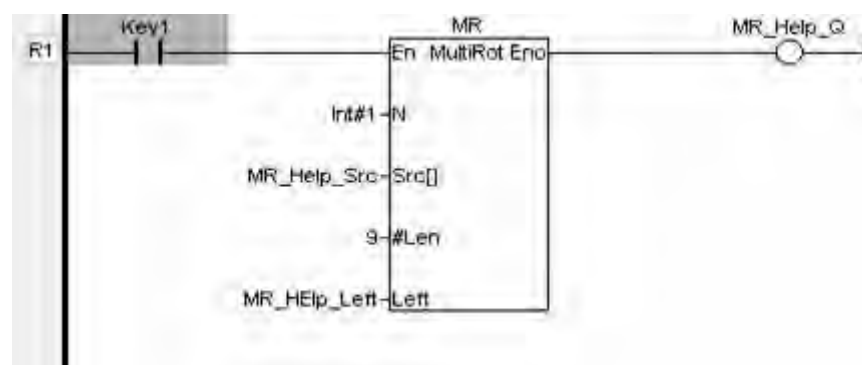 Key1 MR MR_Help_Q
R1 En MultiRot Eno
Int#1 N
MR_Help_Src Src[]
9 #Len
MR_HElp_Left Left